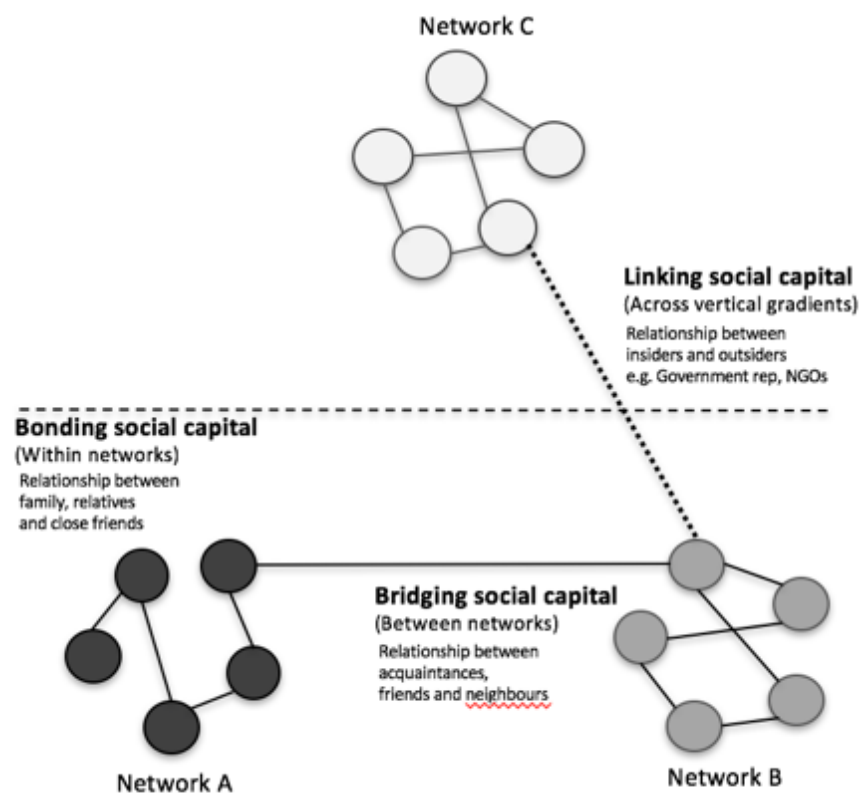 Network C
Linking social capital
(Across vertical gradients)
Relationship between
insiders and outsiders
e.g. Government rep, NGOs
Bonding social capital
(Within networks)
Relationship between
family, relatives
and close friends
Bridging social capital
(Between networks)
Relationship between
acquaintances,
friends and neighbours
Network A
Network B